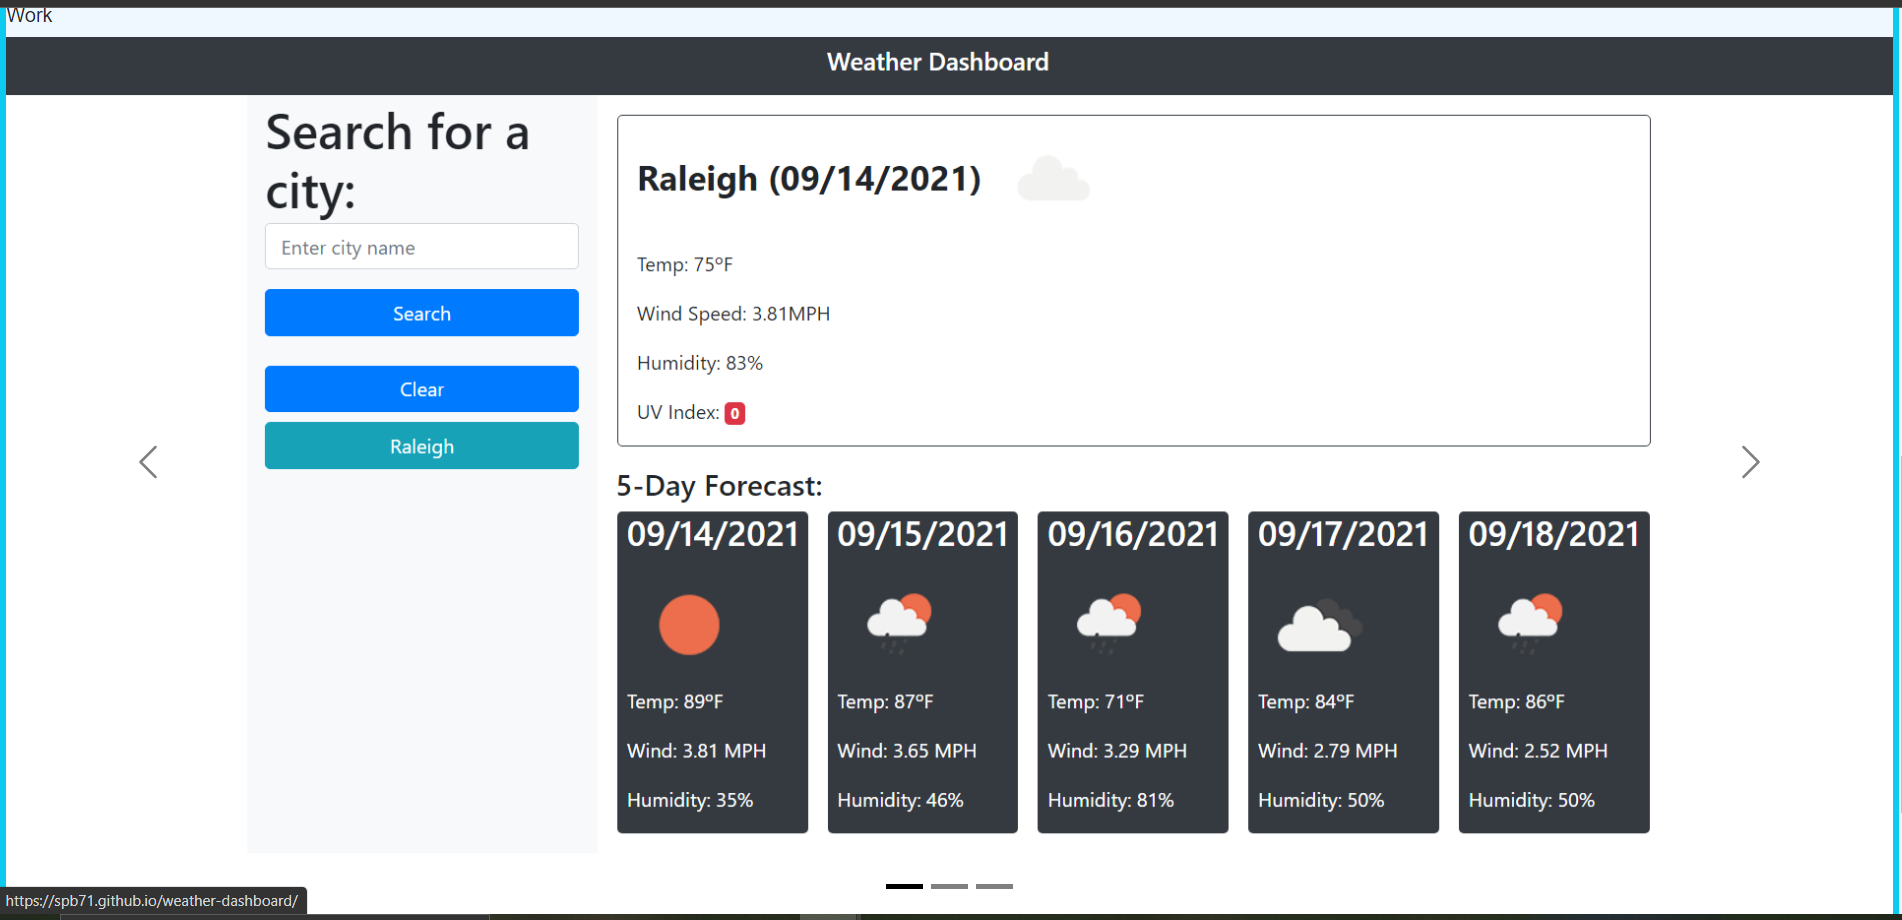 Work
Weather Dashboard
Search for a
city:
Enter city name
Search
Clear
Raleigh
Raleigh (09/14/2021)
Temp: 75°F
Wind Speed: 3.81MPH
Humidity: 83%
UV Index: 0
5-Day Forecast:
09/14/2021
Temp: 89°F
Wind: 3.81 MPH
Humidity: 35%
09/15/2021
Temp: 87°F
Wind: 3.65 MPH
Humidity: 46%
09/16/2021
Temp: 71°F
Wind: 3.29 MPH
Humidity: 81%
09/17/2021
Temp: 84°F
Wind: 2.79 MPH
Humidity: 50%
09/18/2021
Temp: 86°F
Wind: 2.52 MPH
Humidity: 50%
https://spb71.github.io/weather-dashboard/